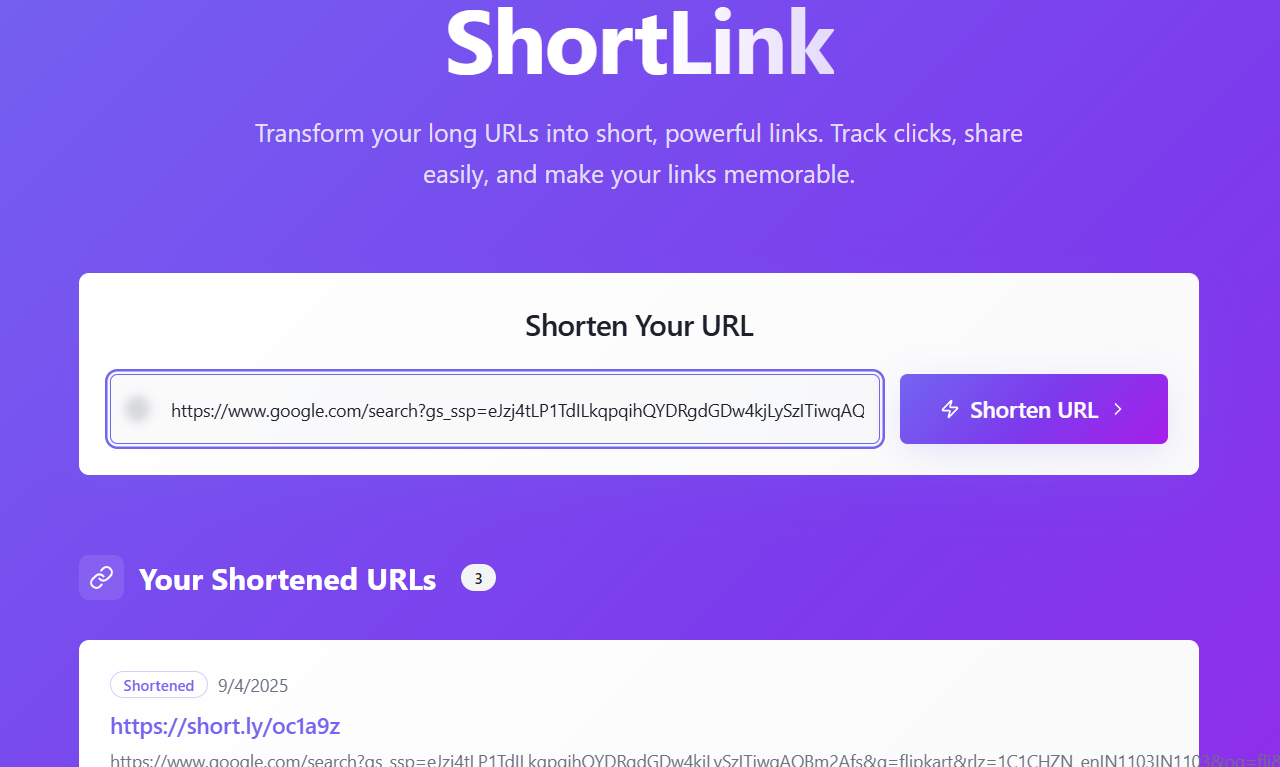 ShortLink
Transform your long URLs into short, powerful links. Track clicks, share
easily, and make your links memorable.
Shorten Your URL
https://www.google.com/search?gs_ssp=eJzj4tLP1TdILkqpqihQYDRgdGDw4kjLySzITiwqAQ
Shorten URL
Your Shortened URLs 3
Shortened 9/4/2025
https://short.ly/oc1a9z
https://www.google.com/search?gs_ssp=eJzj4tLP1TdILkqpqihQYDRgdGDw4kjLySzITiwqAQBm2Afs&q=flipkart&rlz=1C1CHZN_enIN1103IN1103&oq=fli